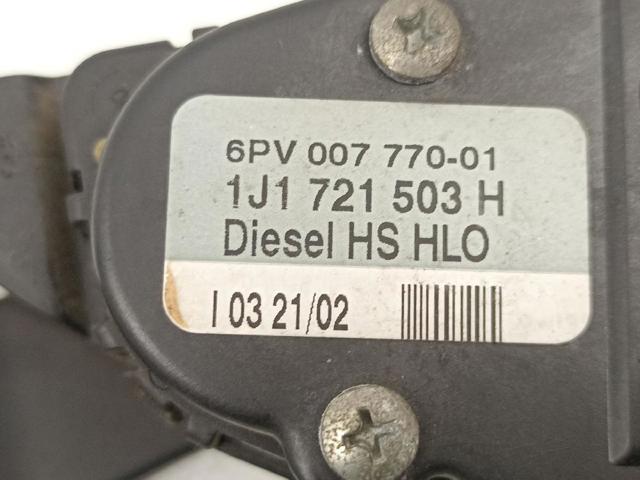 6PV 007 770-01
1J1 721 503 H
Diesel HS HLO
I 03 21/02